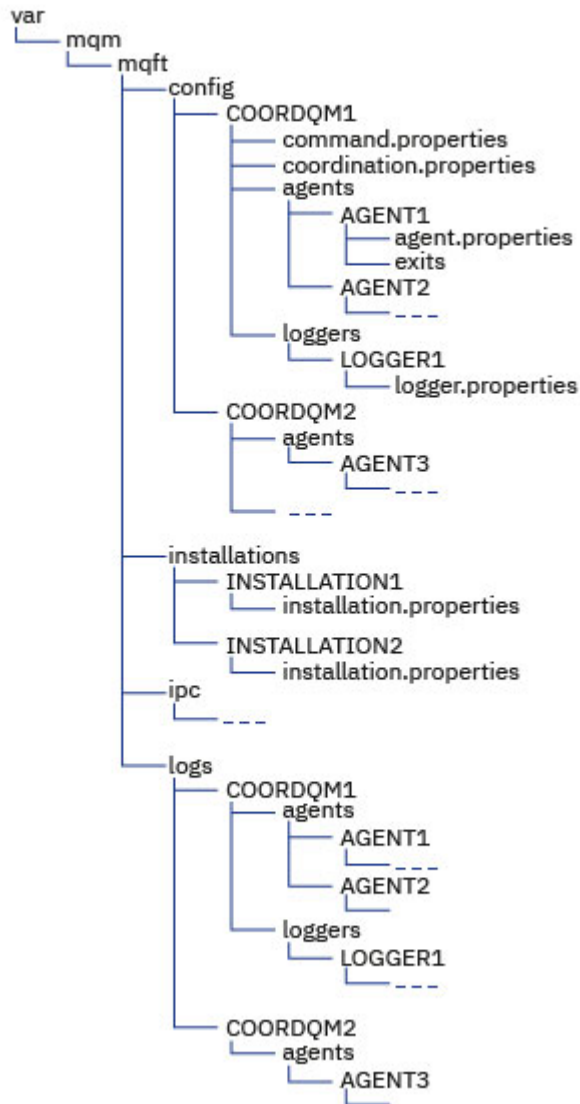 var
mqm
mqft
config
COORDQM1
command.properties
coordination.properties
agents
AGENT1
agent.properties
exits
AGENT2
loggers
LOGGER1
logger.properties
COORDQM2
agents
AGENT3
installations
INSTALLATION1
installation.properties
INSTALLATION2
installation.properties
ipc
logs
COORDQM1
agents
AGENT1
AGENT2
loggers
LOGGER1
COORDQM2
agents
AGENT3